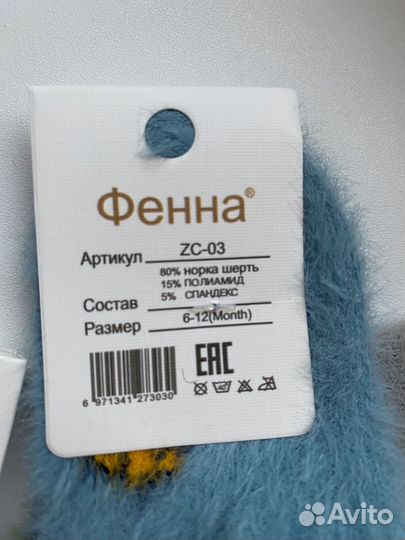 Фенна®
Артикул ZC-03
80% норка шерть
15% ПОЛИАМИД
Состав 5% СПАНДЕКС
Размер 6-12(Month)
EAC
6 971341 273030
40
Avito